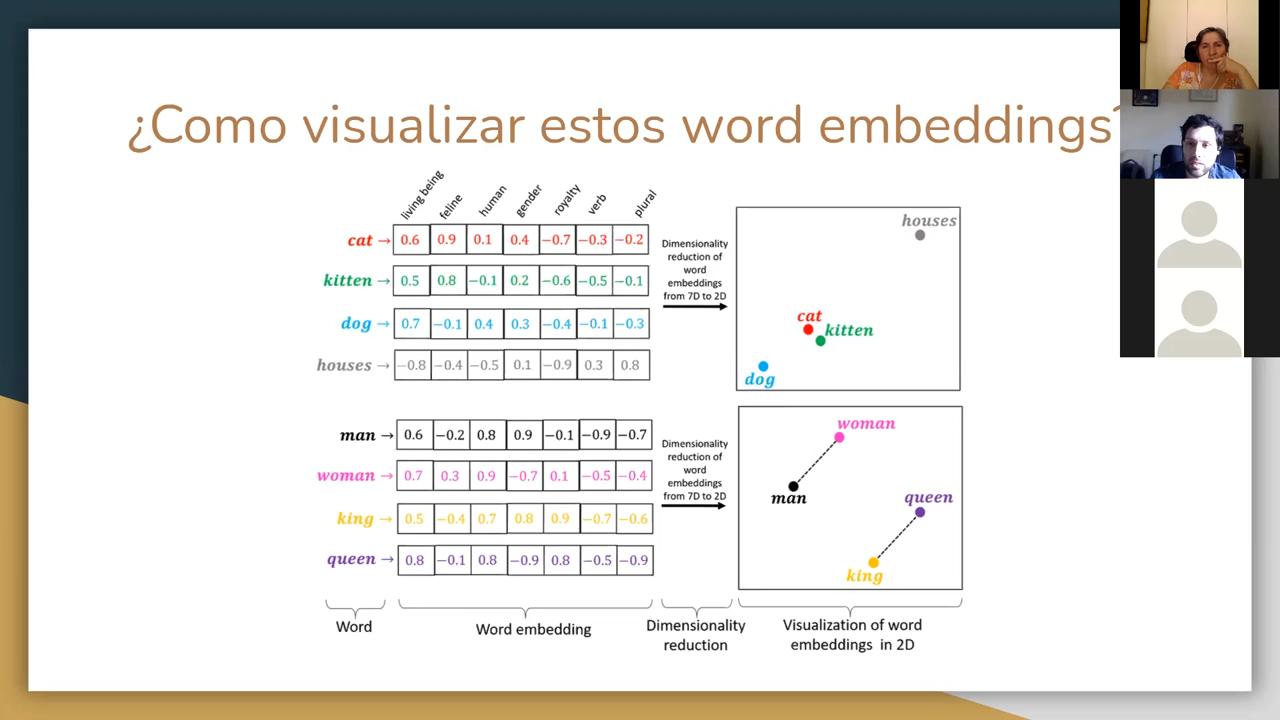 ¿Como visualizar estos word embeddings?
living being feline human gender royalty verb plural
cat → 0.6 0.9 0.1 0.4 −0.7 −0.3 −0.2
kitten → 0.5 0.8 −0.1 0.2 −0.6 −0.5 −0.1
dog → 0.7 −0.1 0.4 0.3 −0.4 −0.1 −0.3
houses → −0.8 −0.4 −0.5 0.1 −0.9 0.3 0.8
Dimensionality
reduction of
word
embeddings
from 7D to 2D
houses
cat
kitten
dog
man → 0.6 −0.2 0.8 0.9 −0.1 −0.9 −0.7
woman → 0.7 0.3 0.9 −0.7 0.1 −0.5 −0.4
king → 0.5 −0.4 0.7 0.8 0.9 −0.7 −0.6
queen → 0.8 −0.1 0.8 −0.9 0.8 −0.5 −0.9
Dimensionality
reduction of
word
embeddings
from 7D to 2D
woman
man
queen
king
Word
Word embedding
Dimensionality
reduction
Visualization of word
embeddings in 2D